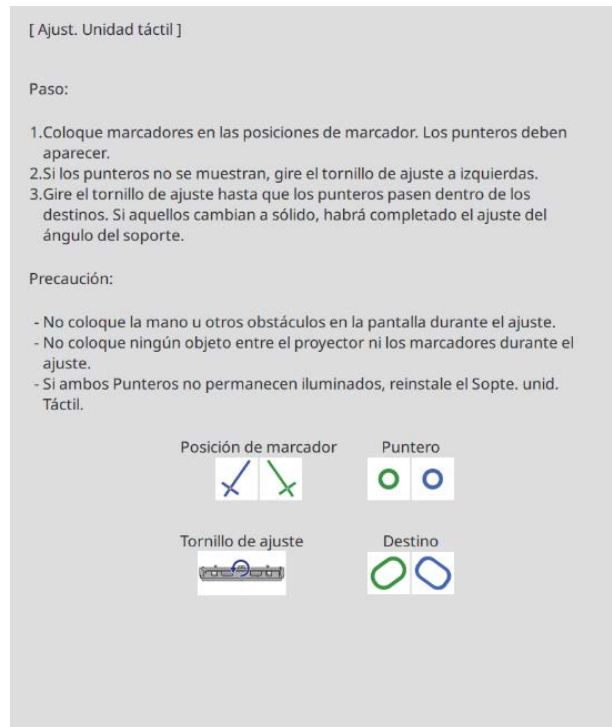 [ Ajust. Unidad táctil ]
Paso:
1.Coloque marcadores en las posiciones de marcador. Los punteros deben
aparecer.
2.Si los punteros no se muestran, gire el tornillo de ajuste a izquierdas.
3.Gire el tornillo de ajuste hasta que los punteros pasen dentro de los
destinos. Si aquellos cambian a sólido, habrá completado el ajuste del
ángulo del soporte.
Precaución:
- No coloque la mano u otros obstáculos en la pantalla durante el ajuste.
- No coloque ningún objeto entre el proyector ni los marcadores durante el
ajuste.
- Si ambos Punteros no permanecen iluminados, reinstale el Sopte. unid.
Táctil.
Posición de marcador Puntero
Tornillo de ajuste Destino